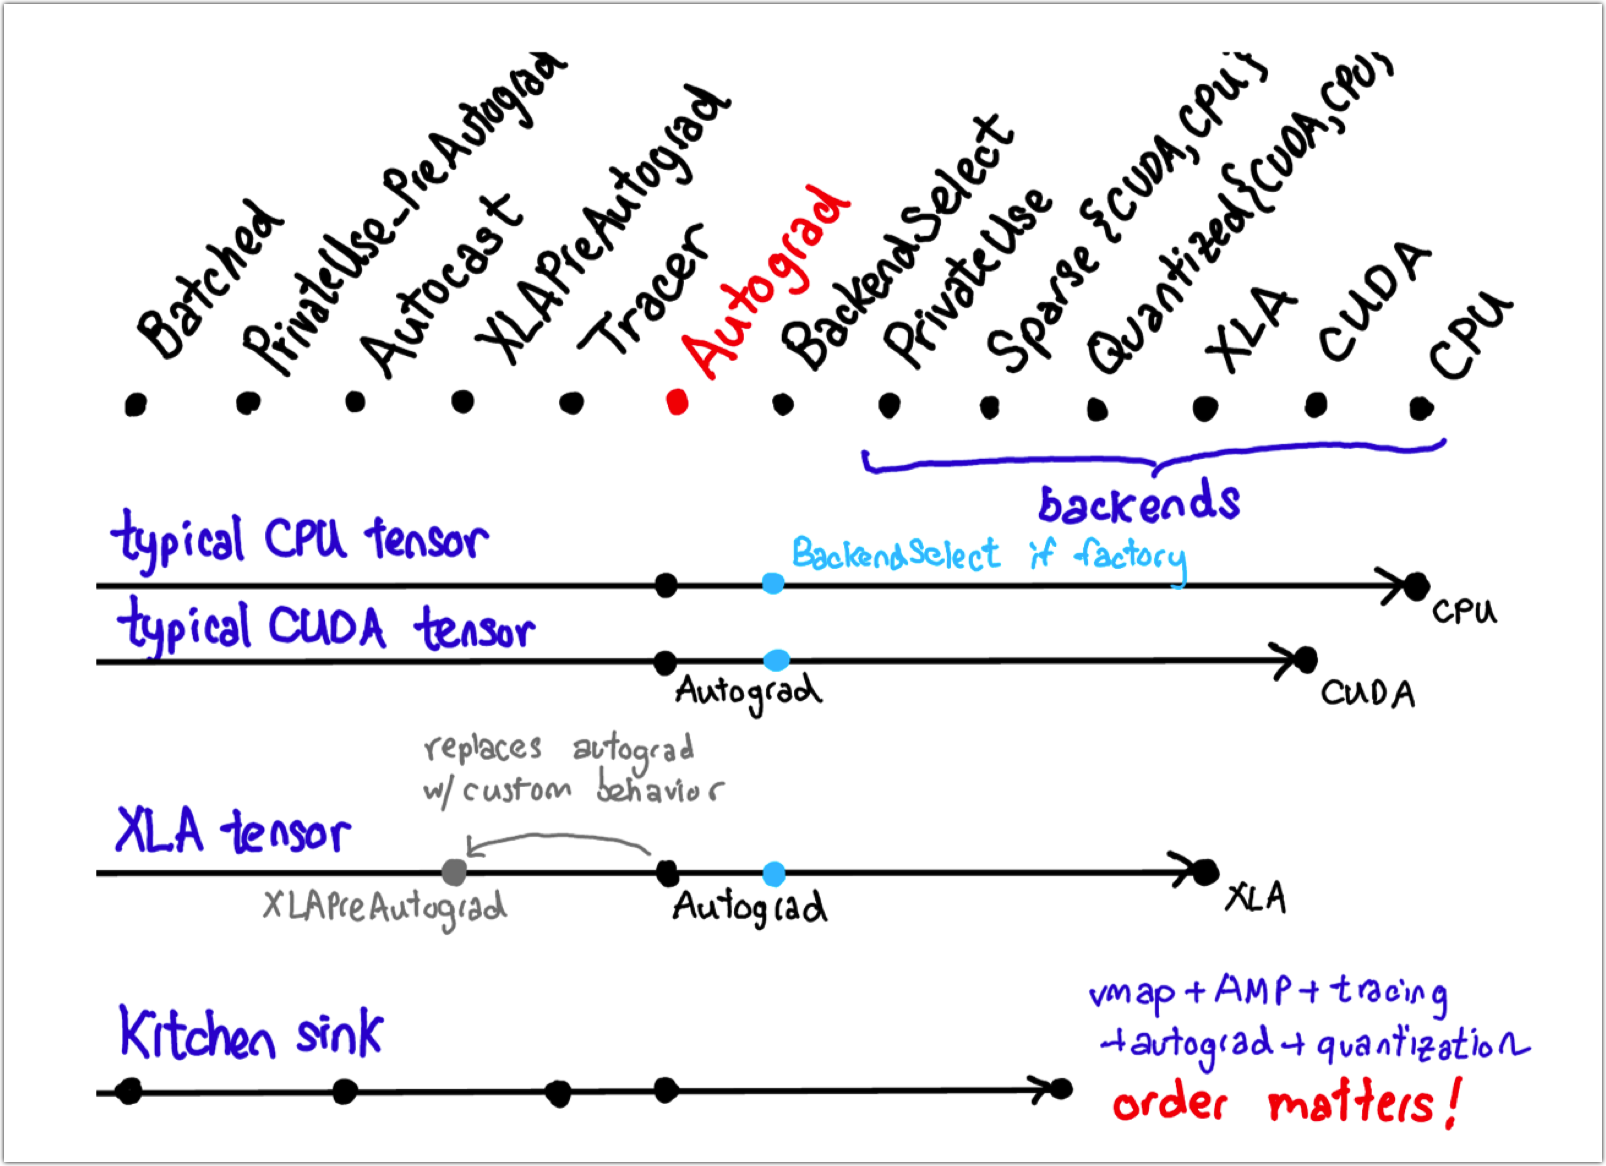 Batched
PrivateUse_PreAutograd
Autocast
XLAPreAutograd
Tracer
Autograd
BackendSelect
PrivateUse
Sparse {CUDA, CPU}
Quantized {CUDA, CPU}
XLA
CUDA
CPU
backends
typical CPU tensor
BackendSelect if factory
CPU
typical CUDA tensor
Autograd
CUDA
replaces autograd
w/ custom behavior
XLA tensor
XLAPreAutograd
Autograd
XLA
Kitchen sink
vmap + AMP + tracing
+ autograd + quantization
order matters!